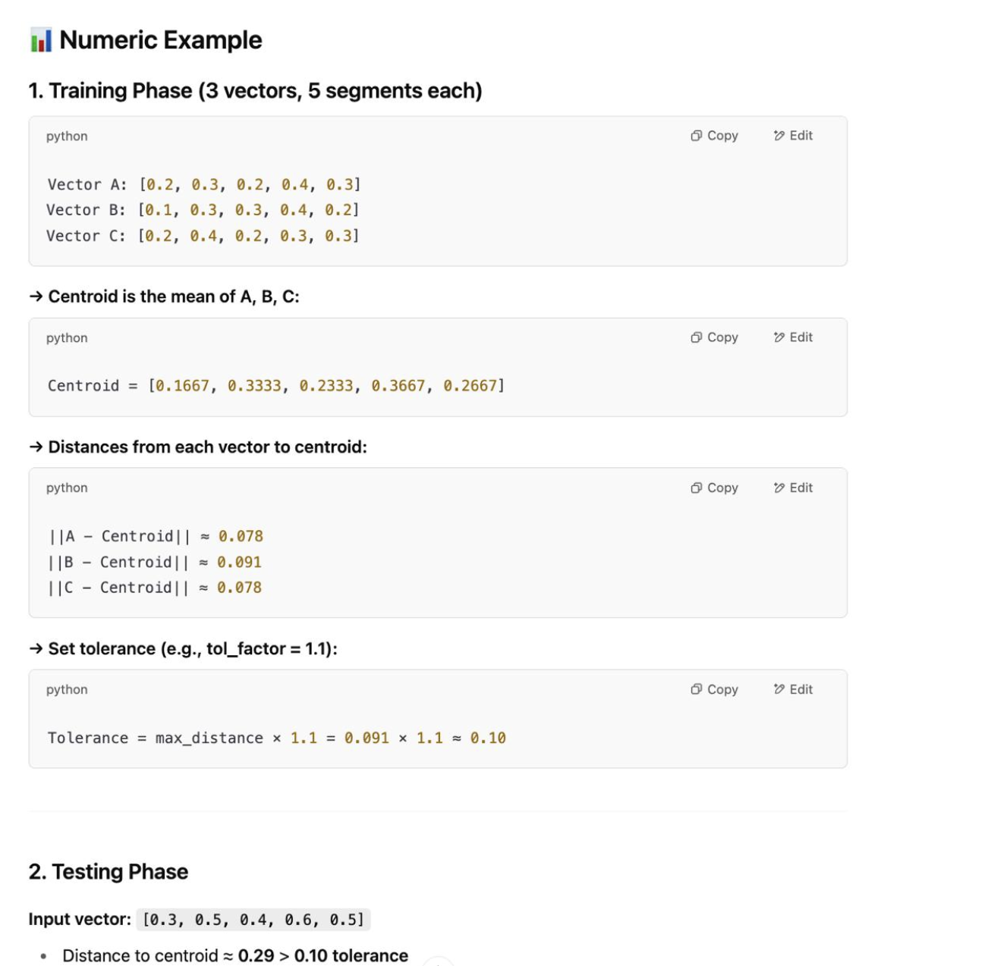 📊 Numeric Example
1. Training Phase (3 vectors, 5 segments each)
python Copy Edit
Vector A: [0.2, 0.3, 0.2, 0.4, 0.3]
Vector B: [0.1, 0.3, 0.3, 0.4, 0.2]
Vector C: [0.2, 0.4, 0.2, 0.3, 0.3]
→ Centroid is the mean of A, B, C:
python Copy Edit
Centroid = [0.1667, 0.3333, 0.2333, 0.3667, 0.2667]
→ Distances from each vector to centroid:
python Copy Edit
||A - Centroid|| ≈ 0.078
||B - Centroid|| ≈ 0.091
||C - Centroid|| ≈ 0.078
→ Set tolerance (e.g., tol_factor = 1.1):
python Copy Edit
Tolerance = max_distance × 1.1 = 0.091 × 1.1 ≈ 0.10
2. Testing Phase
Input vector: [0.3, 0.5, 0.4, 0.6, 0.5]
• Distance to centroid ≈ 0.29 > 0.10 tolerance